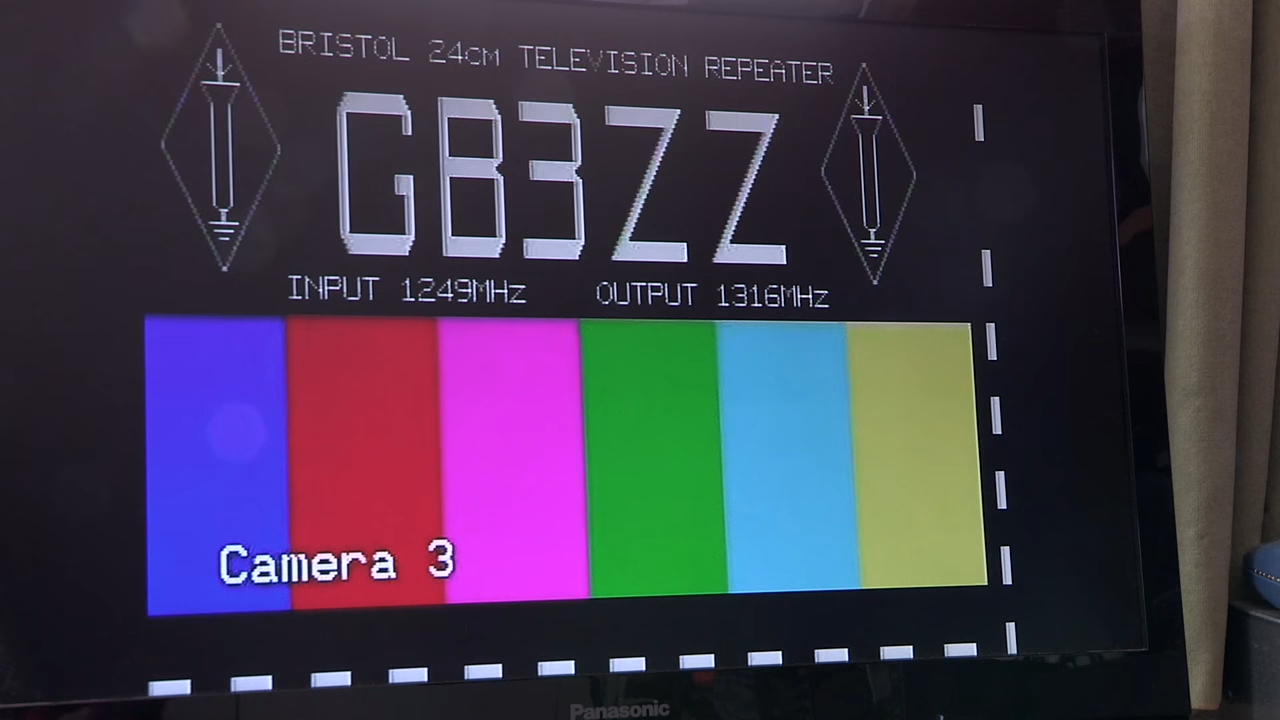 BRISTOL 24cm TELEVISION REPEATER
GB3ZZ
INPUT 1249MHz OUTPUT 1316MHz
Camera 3
Panasonic